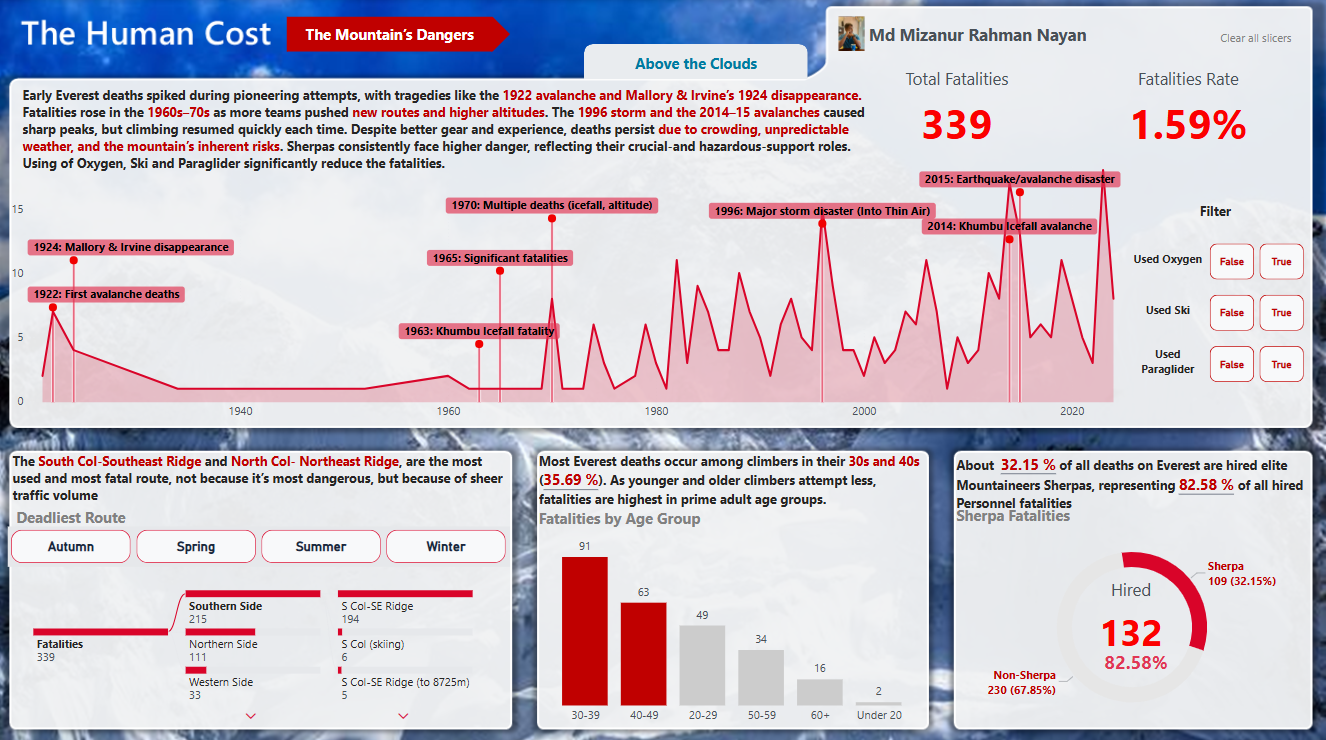 The Human Cost
The Mountain's Dangers
Above the Clouds
Md Mizanur Rahman Nayan
Clear all slicers
Total Fatalities
339
Fatalities Rate
1.59%
Early Everest deaths spiked during pioneering attempts, with tragedies like the 1922 avalanche and Mallory & Irvine's 1924 disappearance.
Fatalities rose in the 1960s–70s as more teams pushed new routes and higher altitudes. The 1996 storm and the 2014–15 avalanches caused
sharp peaks, but climbing resumed quickly each time. Despite better gear and experience, deaths persist due to crowding, unpredictable
weather, and the mountain's inherent risks. Sherpas consistently face higher danger, reflecting their crucial-and hazardous-support roles.
Using of Oxygen, Ski and Paraglider significantly reduce the fatalities.
15
10
5
0
1924: Mallory & Irvine disappearance
1922: First avalanche deaths
1970: Multiple deaths (icefall, altitude)
1965: Significant fatalities
1963: Khumbu Icefall fatality
1996: Major storm disaster (Into Thin Air)
2015: Earthquake/avalanche disaster
2014: Khumbu Icefall avalanche
1940
1960
1980
2000
2020
Filter
Used Oxygen
False
True
Used Ski
False
True
Used
Paraglider
False
True
The South Col-Southeast Ridge and North Col- Northeast Ridge, are the most
used and most fatal route, not because it's most dangerous, but because of sheer
traffic volume
Deadliest Route
Autumn
Spring
Summer
Winter
Fatalities
339
Southern Side
215
Northern Side
111
Western Side
33
S Col-SE Ridge
194
S Col (skiing)
6
S Col-SE Ridge (to 8725m)
5
Most Everest deaths occur among climbers in their 30s and 40s
(35.69 %). As younger and older climbers attempt less,
fatalities are highest in prime adult age groups.
Fatalities by Age Group
91
63
49
34
16
2
30-39
40-49
20-29
50-59
60+
Under 20
About 32.15 % of all deaths on Everest are hired elite
Mountaineers Sherpas, representing 82.58 % of all hired
Personnel fatalities
Sherpa Fatalities
Sherpa
109 (32.15%)
Hired
132
82.58%
Non-Sherpa
230 (67.85%)